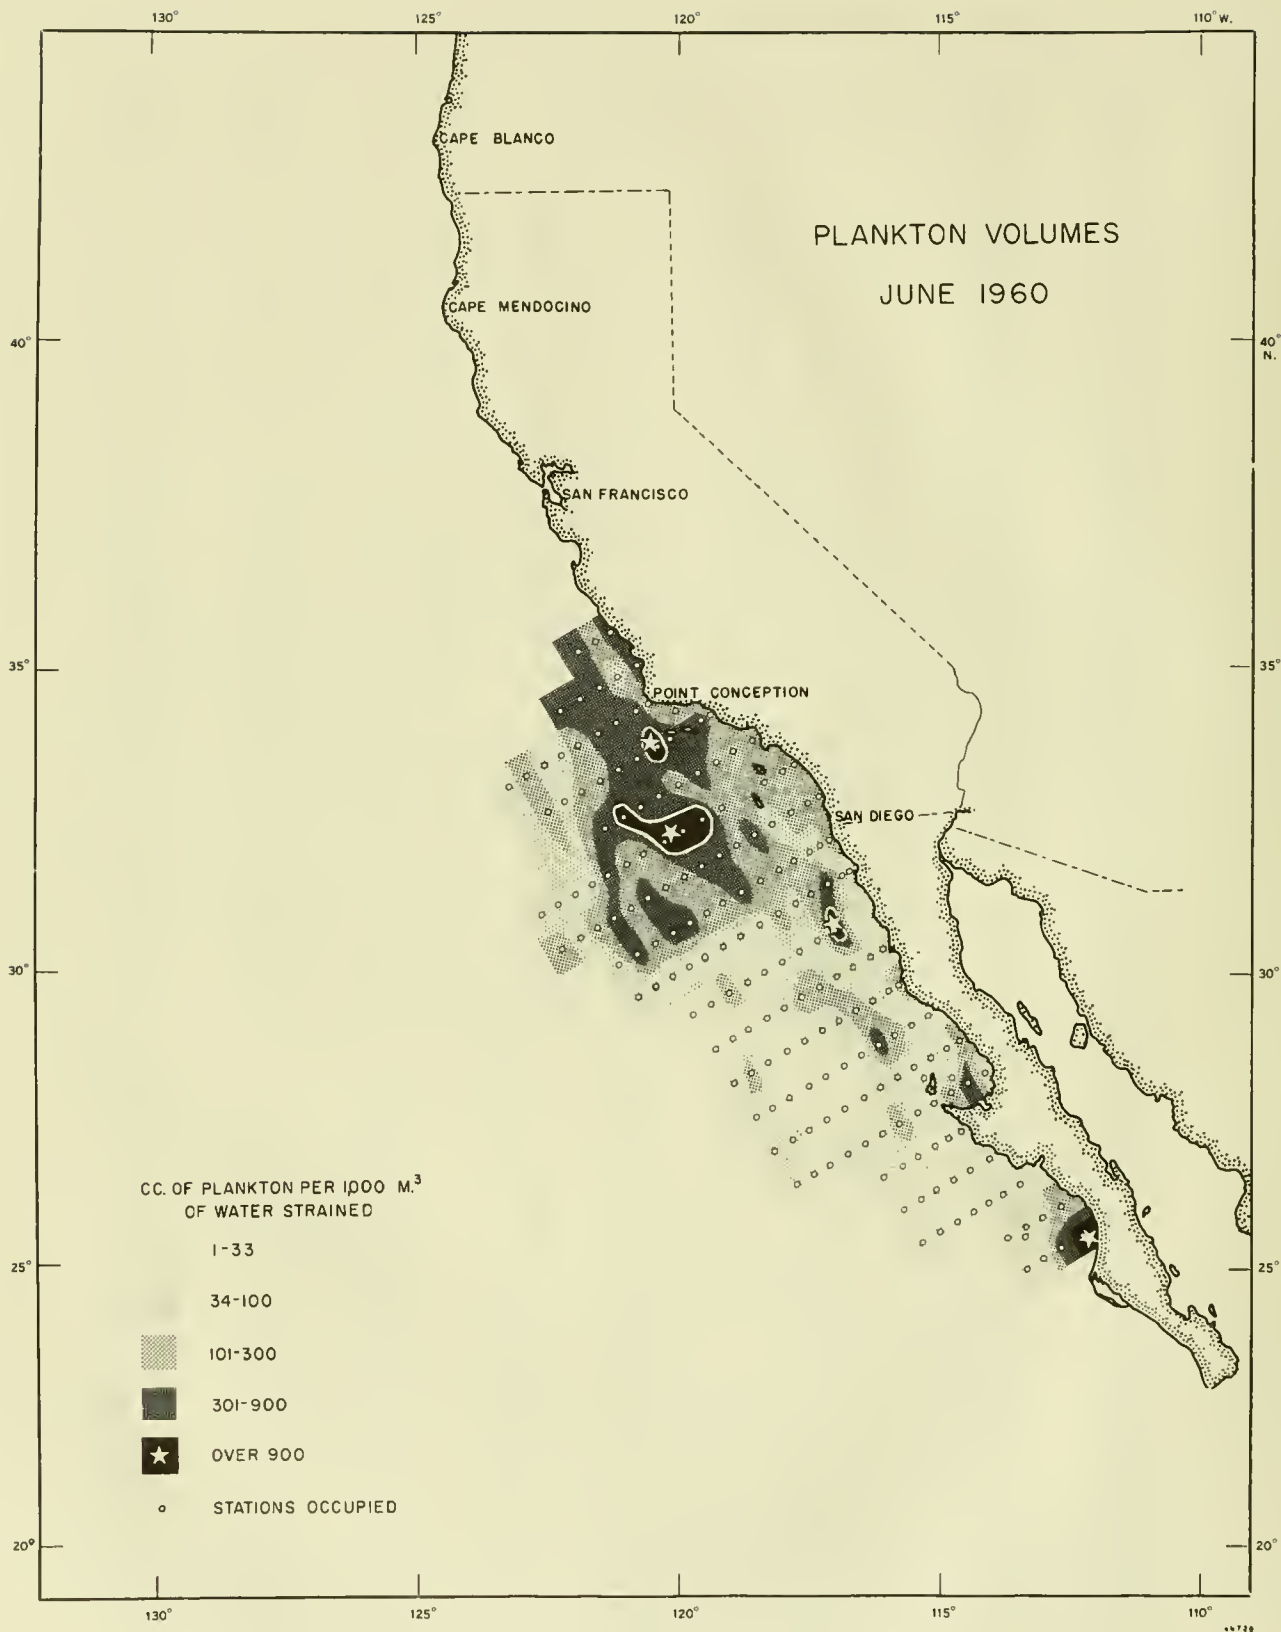 130° 125° 120° 115° 110° W.
CAPE BLANCO
PLANKTON VOLUMES
JUNE 1960
CAPE MENDOCINO
40° 40°
N.
SAN FRANCISCO
35° 35°
POINT CONCEPTION
SAN DIEGO
30° 30°
CC. OF PLANKTON PER 1,000 M.³
OF WATER STRAINED
1-33
25° 25°
34-100
101-300
301-900
OVER 900
STATIONS OCCUPIED
20° 20°
130° 125° 120° 115° 110°